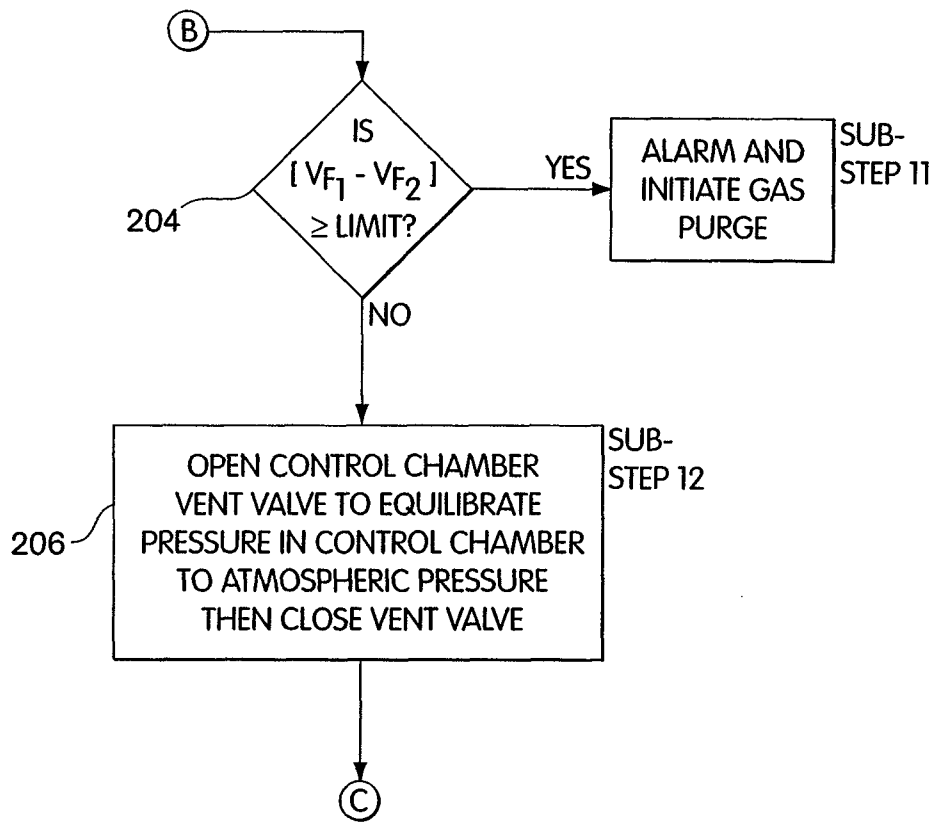 B
IS
[ VF1 - VF2 ]
≥ LIMIT?
204
YES
ALARM AND
INITIATE GAS
PURGE
SUB-
STEP 11
NO
OPEN CONTROL CHAMBER
VENT VALVE TO EQUILIBRATE
PRESSURE IN CONTROL CHAMBER
TO ATMOSPHERIC PRESSURE
THEN CLOSE VENT VALVE
SUB-
STEP 12
206
C